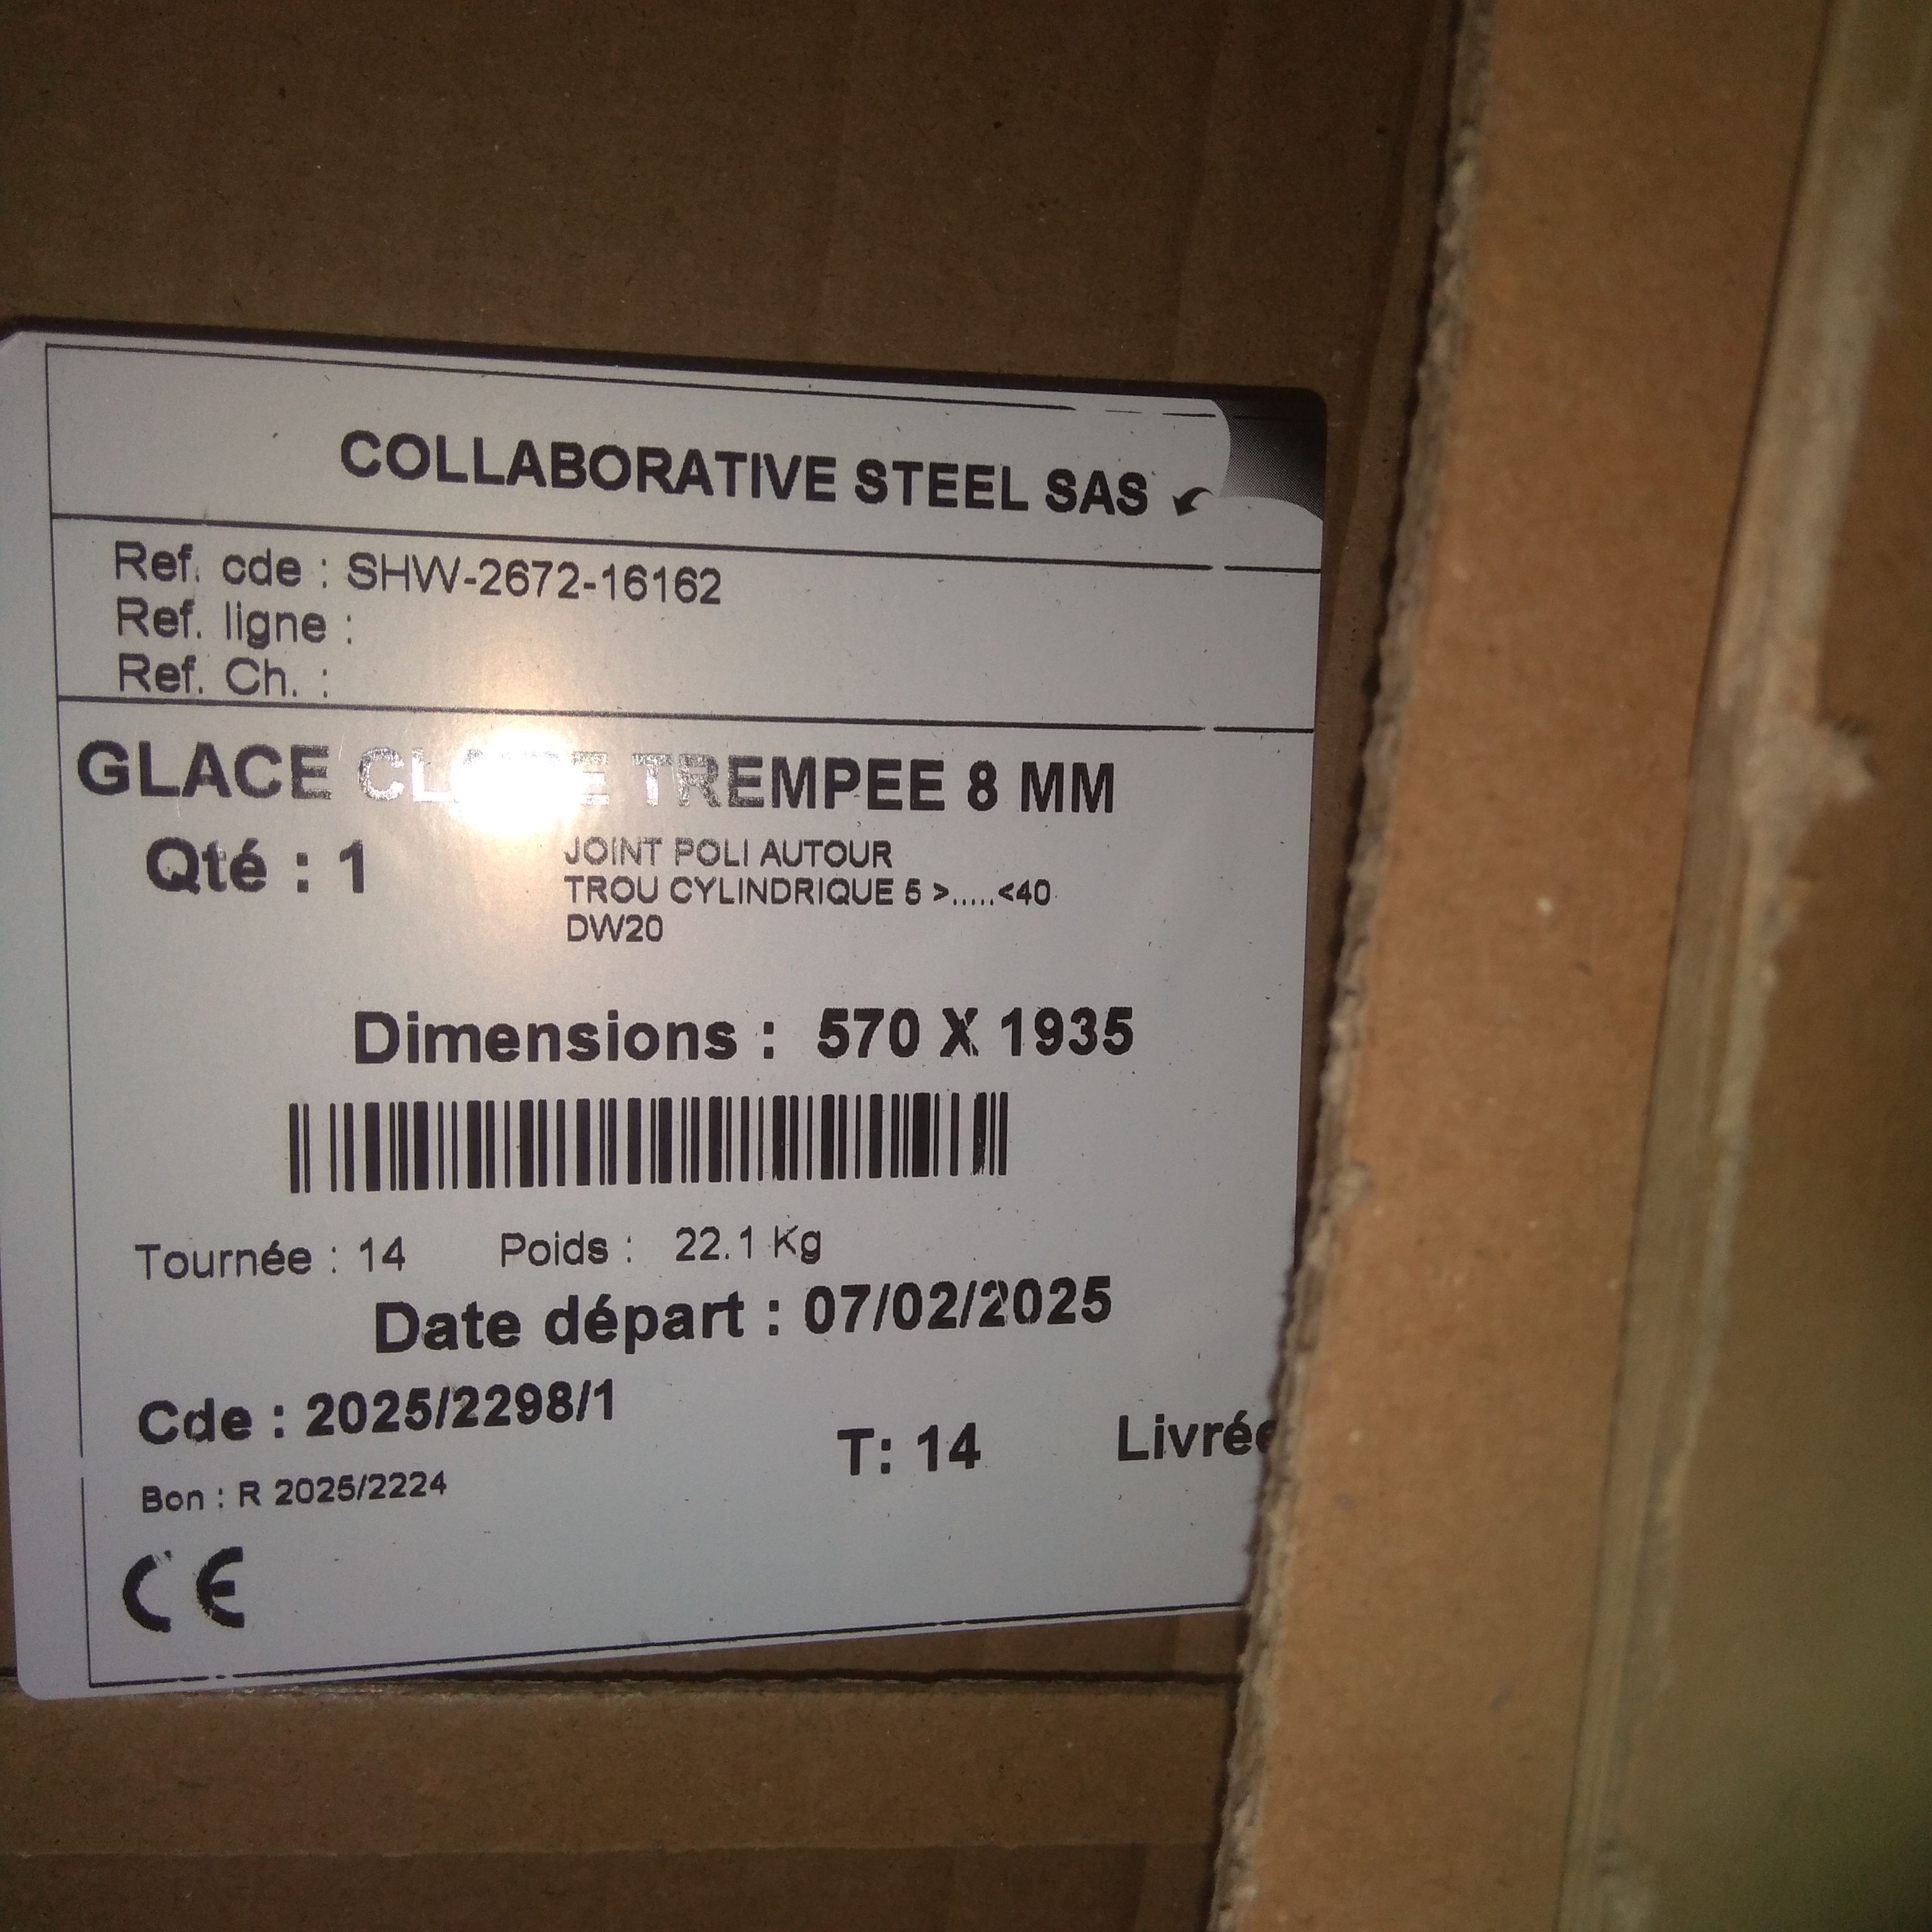 COLLABORATIVE STEEL SAS
Ref. cde : SHW-2672-16162
Ref. ligne :
Ref. Ch. :
GLACE CLAIRE TREMPEE 8 MM
Qté : 1
JOINT POLI AUTOUR
TROU CYLINDRIQUE 5 >.....<40
DW20
Dimensions : 570 X 1935
Tournée : 14 Poids : 22.1 Kg
Date départ : 07/02/2025
Cde : 2025/2298/1
T: 14 Livrée
Bon : R 2025/2224
CE